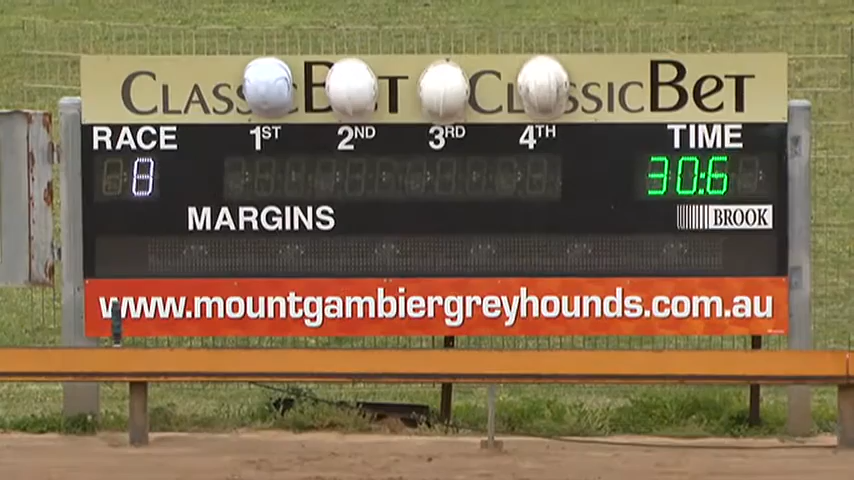 CLASSICBET CLASSICBET
RACE 1ST 2ND 3RD 4TH TIME
8 30:6
MARGINS BROOK
www.mountgambiergreyhounds.com.au